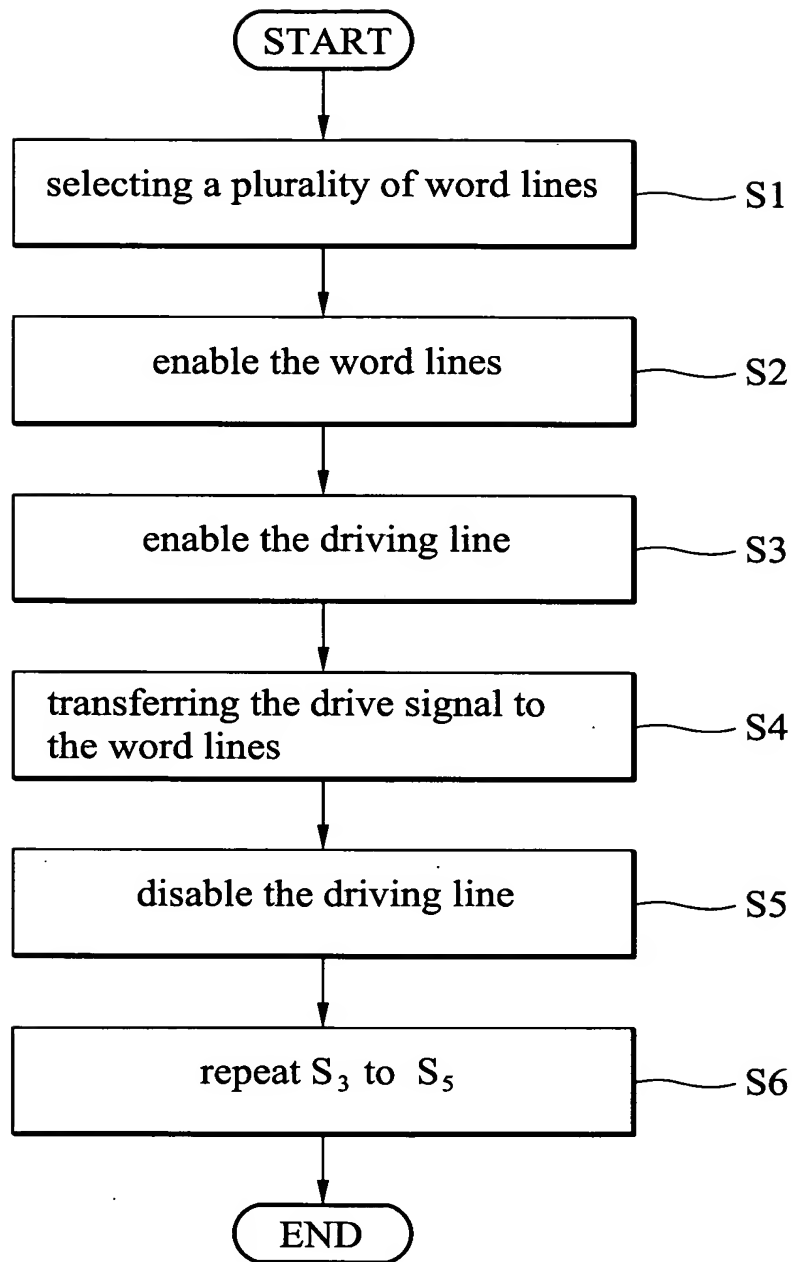 START
selecting a plurality of word lines
S1
enable the word lines
S2
enable the driving line
S3
transferring the drive signal to
the word lines
S4
disable the driving line
S5
repeat S₃ to S₅
S6
END